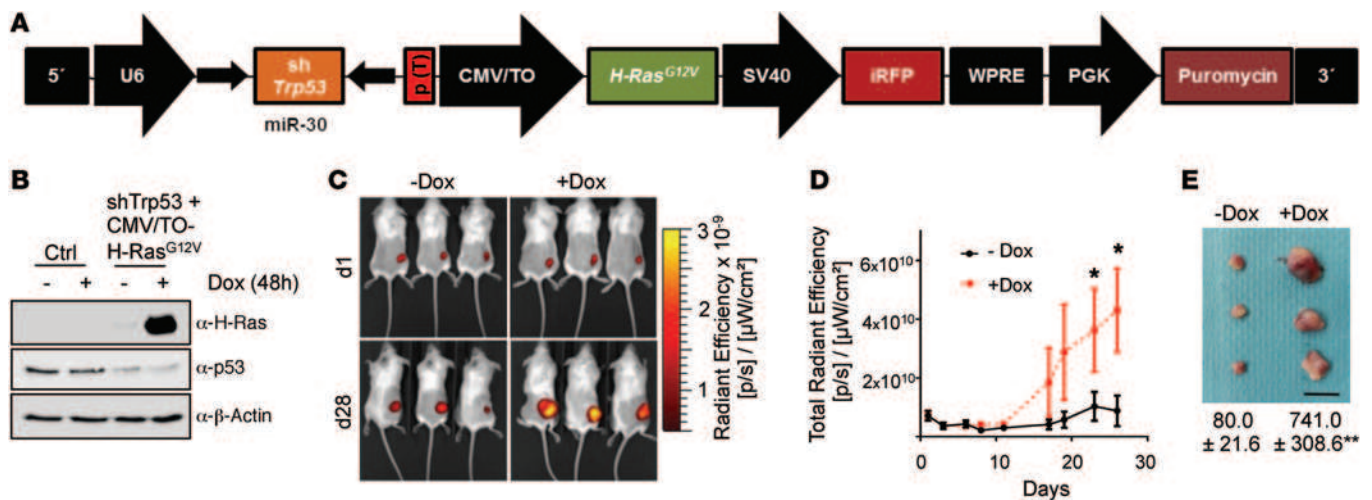 A
5´
U6
sh
Trp53
miR-30
p (T)
CMV/TO
H-Ras^G12V
SV40
iRFP
WPRE
PGK
Puromycin
3´
B
shTrp53 +
CMV/TO-
H-Ras^G12V
Ctrl
- + - + Dox (48h)
α-H-Ras
α-p53
α-β-Actin
C
-Dox +Dox
d1
d28
3
2
1
Radiant Efficiency x 10^-9
[p/s] / [µW/cm²]
D
- Dox
+Dox
* *
6x10^10
4x10^10
2x10^10
Total Radiant Efficiency
[p/s] / [µW/cm²]
0 10 20 30
Days
E
-Dox +Dox
80.0 741.0
± 21.6 ± 308.6**